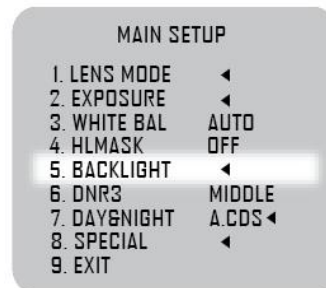 MAIN SETUP
1. LENS MODE ◄
2. EXPOSURE ◄
3. WHITE BAL AUTO
4. HLMASK OFF
5. BACKLIGHT ◄
6. DNR3 MIDDLE
7. DAY&NIGHT A.CDS◄
8. SPECIAL ◄
9. EXIT